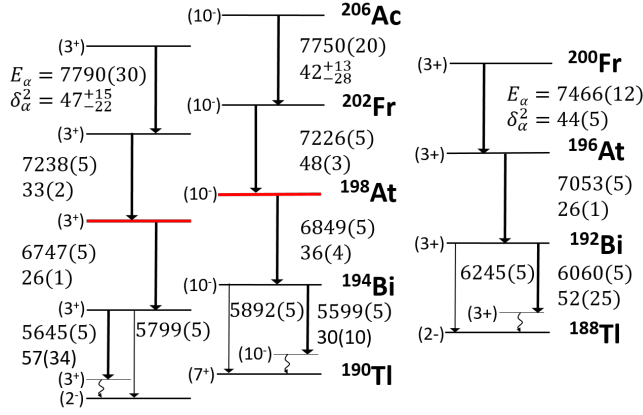 (10⁻) ²⁰⁶Ac
(3⁺) 7750(20)
42⁺¹³₋₂₈
E_α = 7790(30)
δ²_α = 47⁺¹⁵₋₂₂
(10⁻) ²⁰²Fr
(3⁺) 7226(5)
48(3)
7238(5)
33(2)
(10⁻) ¹⁹⁸At
(3⁺) 6849(5)
36(4)
6747(5)
26(1)
(10⁻) ¹⁹⁴Bi
(3⁺) 5892(5) 5599(5)
30(10)
5645(5) 5799(5)
57(34)
(10⁻)
(3⁺) (7⁺) ¹⁹⁰Tl
(2⁻)
(3+) ²⁰⁰Fr
E_α = 7466(12)
δ²_α = 44(5)
(3+) ¹⁹⁶At
7053(5)
26(1)
(3+) ¹⁹²Bi
6245(5) 6060(5)
52(25)
(3+)
(2-) ¹⁸⁸Tl